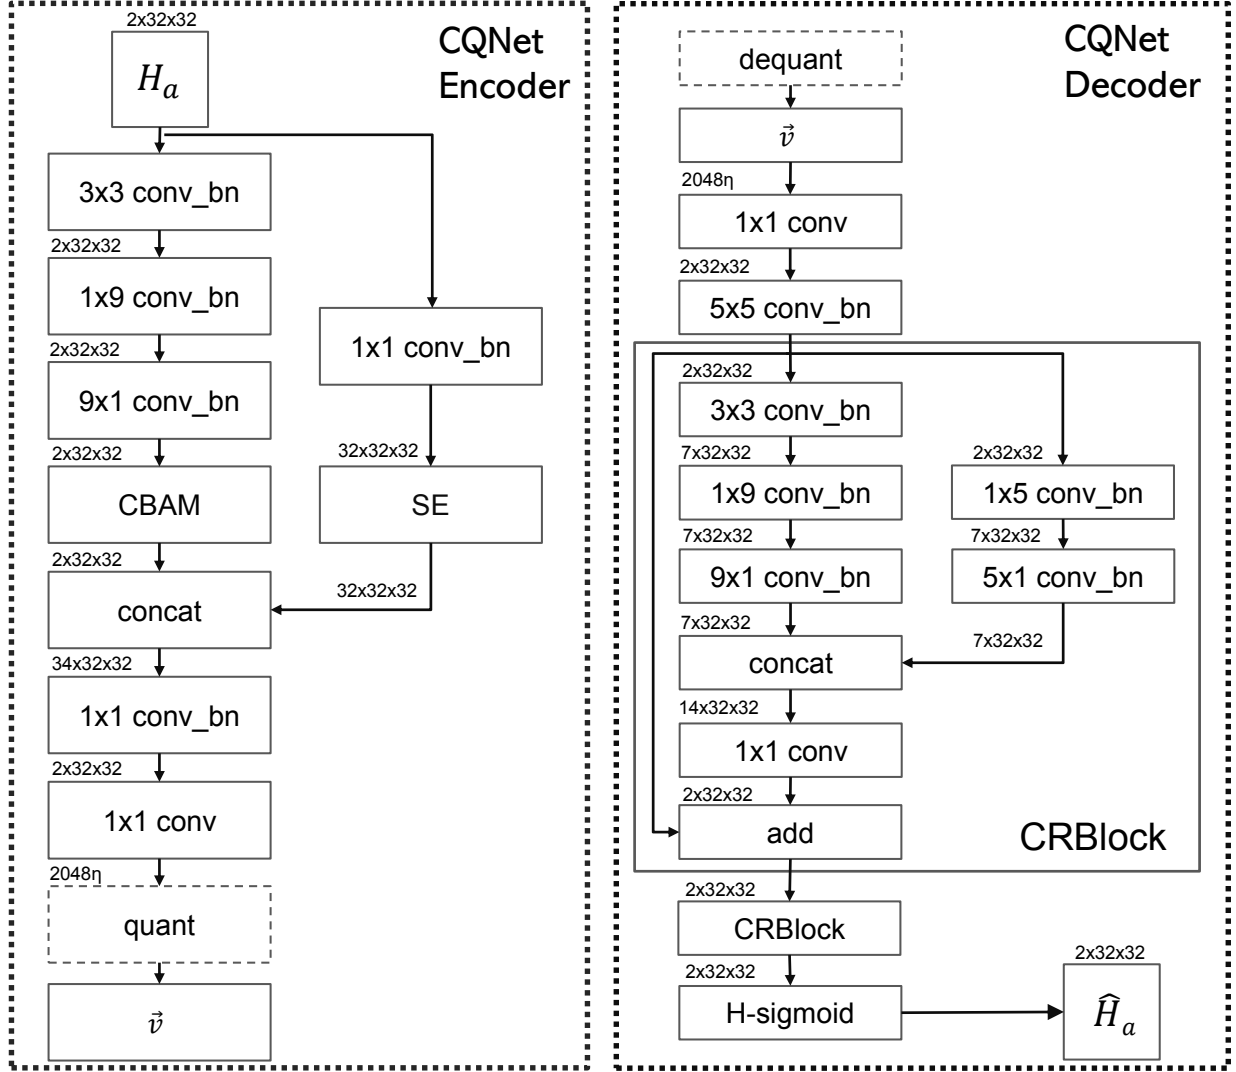 CQNet
Encoder
2x32x32
H_a
3x3 conv_bn
2x32x32
1x9 conv_bn
2x32x32
9x1 conv_bn
2x32x32
CBAM
2x32x32
1x1 conv_bn
32x32x32
SE
32x32x32
concat
34x32x32
1x1 conv_bn
2x32x32
1x1 conv
2048η
quant
v⃗
CQNet
Decoder
dequant
v⃗
2048η
1x1 conv
2x32x32
5x5 conv_bn
2x32x32
3x3 conv_bn
7x32x32
1x9 conv_bn
7x32x32
9x1 conv_bn
7x32x32
2x32x32
1x5 conv_bn
7x32x32
5x1 conv_bn
7x32x32
concat
14x32x32
1x1 conv
2x32x32
add
CRBlock
2x32x32
CRBlock
2x32x32
H-sigmoid
2x32x32
Ĥ_a